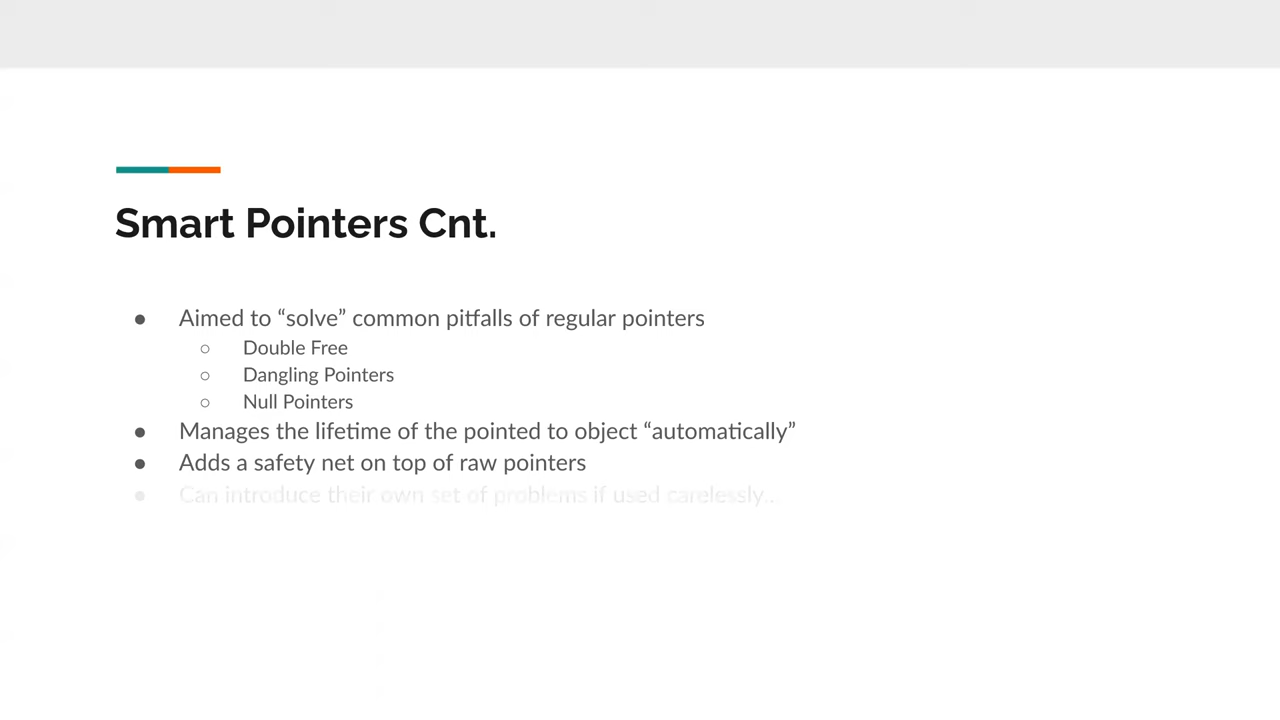 Smart Pointers Cnt.
● Aimed to “solve” common pitfalls of regular pointers
○ Double Free
○ Dangling Pointers
○ Null Pointers
● Manages the lifetime of the pointed to object “automatically”
● Adds a safety net on top of raw pointers
● Can introduce their own set of problems if used carelessly...